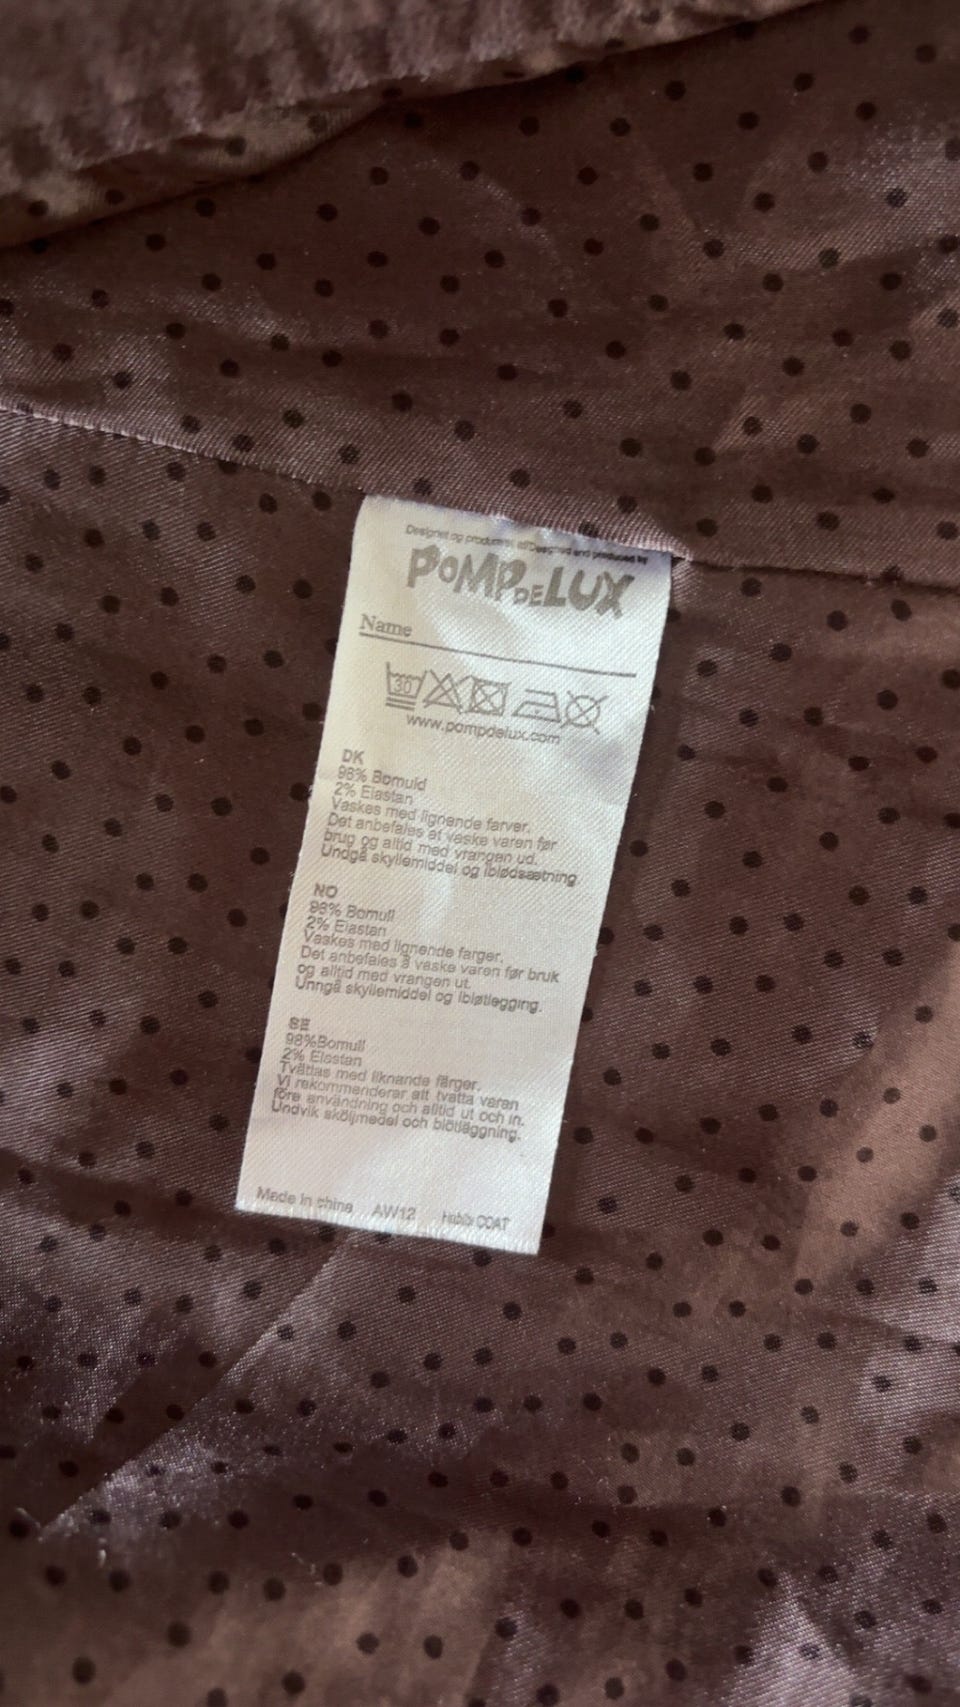 Designet og produceret af/Designed and produced by
POMPDELUX
Name
30
www.pompdelux.com
DK
98% Bomuld
2% Elastan
Vaskes med lignende farver.
Det anbefales at vaske varen før
brug og altid med vrangen ud.
Undgå skyllemiddel og iblødsætning.
NO
98% Bomull
2% Elastan
Vaskes med lignende farger.
Det anbefales å vaske varen før bruk
og alltid med vrangen ut.
Unngå skyllemiddel og ibløtlegging.
SE
98%Bomull
2% Elastan
Tvättas med liknande färger.
Vi rekommenderar att tvätta varan
före användning och alltid ut och in.
Undvik sköljmedel och blötläggning.
Made in china AW12 Habibi COAT